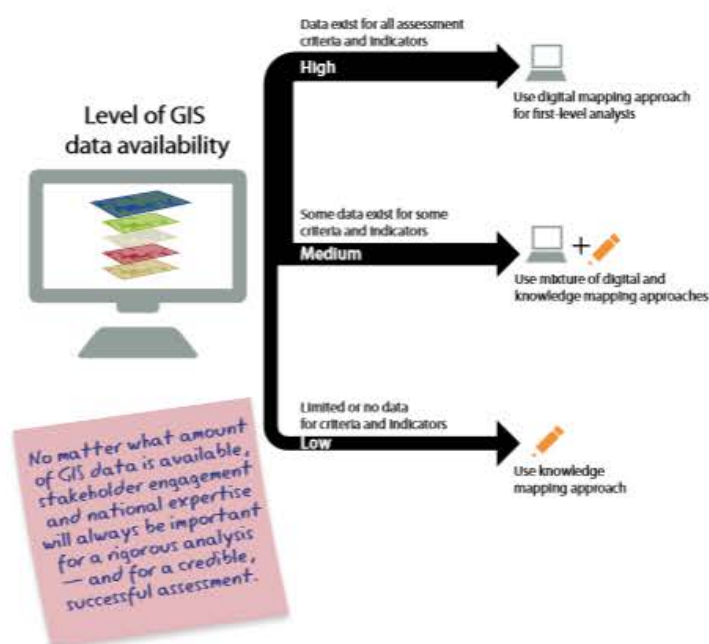 Level of GIS
data availability
Data exist for all assessment
criteria and indicators
High
Use digital mapping approach
for first-level analysis
Some data exist for some
criteria and indicators
Medium
+
Use mixture of digital and
knowledge mapping approaches
Limited or no data
for criteria and indicators
Low
Use knowledge
mapping approach
No matter what amount
of GIS data is available,
stakeholder engagement
and national expertise
will always be important
for a rigorous analysis
— and for a credible,
successful assessment.